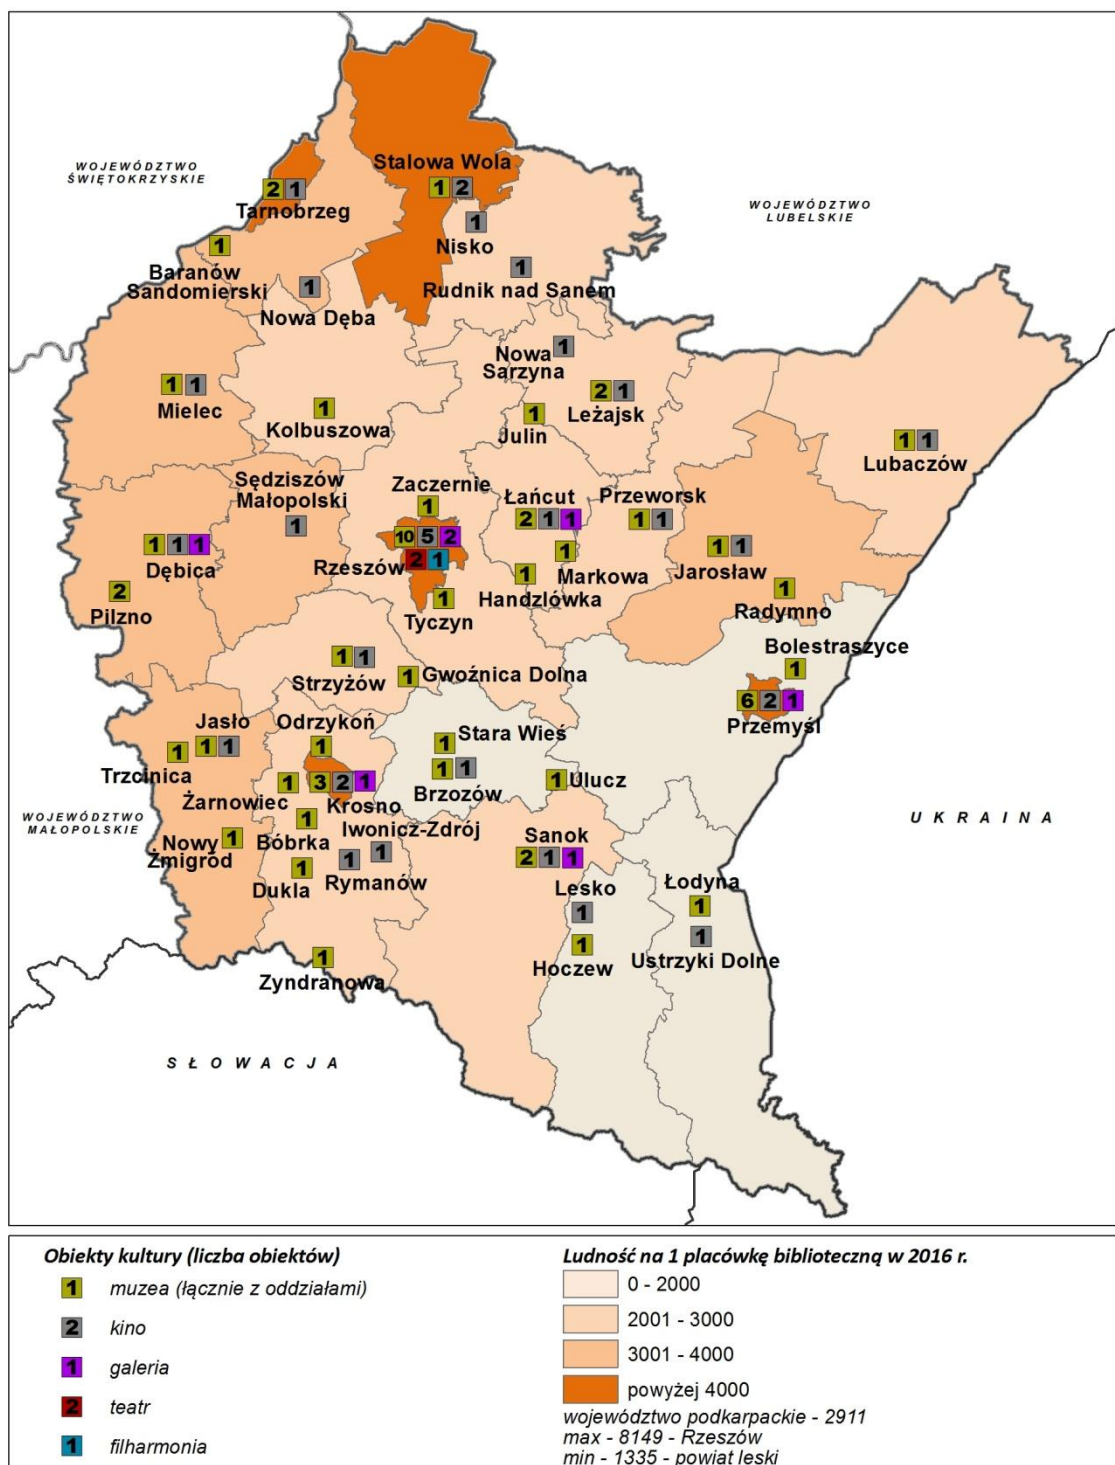 WOJEWÓDZTWO
ŚWIĘTOKRZYSKIE
Stalowa Wola
1 2
2 1
Tarnobrzeg
WOJEWÓDZTWO
LUBELSKIE
1
Nisko
1
Baranów
Sandomierski
1
Rudnik nad Sanem
1
Nowa Dęba
Nowa
Sarzyna
1
1 1
Mielec
1
Kolbuszowa
2 1
Leżajsk
1
Julin
1 1
Lubaczów
Sędziszów
Małopolski
1
Zaczernie
1
Łańcut
2 1 1
Przeworsk
1 1
10 5 2
Rzeszów
2 1
1 1 1
Dębica
1
Markowa
1 1
Jarosław
2
Pilzno
1
Handzlówka
1
Tyczyn
1
Radymno
Bolestraszyce
1
1 1
Strzyżów
1
Gwoźnica Dolna
6 2 1
Przemyśl
Jasło
1 1
1
Trzcinica
Odrzykoń
1
Stara Wieś
1
1 1
Brzozów
1
Ulucz
1
Żarnowiec
3 2 1
Krosno
WOJEWÓDZTWO
MAŁOPOLSKIE
UKRAINA
1
Bóbrka
Iwonicz-Zdrój
1
Nowy
Żmigród
1
1
Rymanów
1
Dukla
Sanok
2 1 1
Lesko
1
Łodyna
1
1
Hoczew
1
Ustrzyki Dolne
1
Zyndranowa
SŁOWACJA
Obiekty kultury (liczba obiektów)
1 muzea (łącznie z oddziałami)
2 kino
1 galeria
2 teatr
1 filharmonia
Ludność na 1 placówkę biblioteczną w 2016 r.
0 - 2000
2001 - 3000
3001 - 4000
powyżej 4000
województwo podkarpackie - 2911
max - 8149 - Rzeszów
min - 1335 - powiat leski